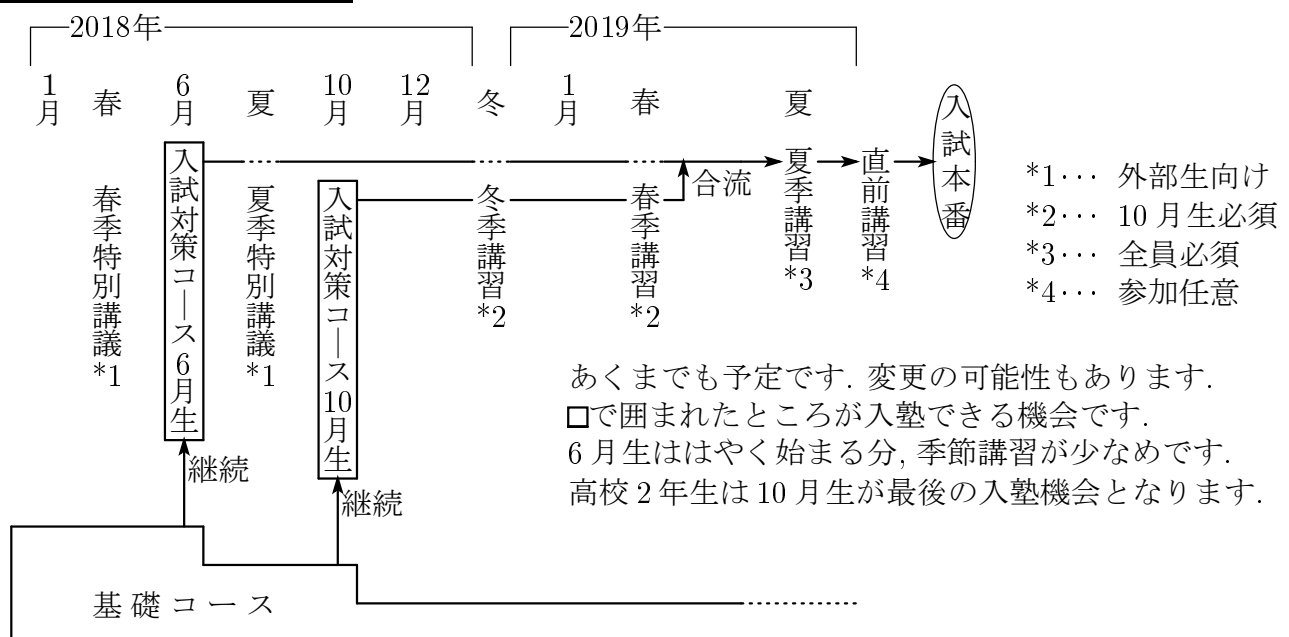 2018年 2019年
1月 春 6月 夏 10月 12月 冬 1月 春 夏
春季特別講議*1
入試対策コース6月生
夏季特別講議*1
入試対策コース10月生
冬季講習*2
春季講習*2
合流
夏季講習*3
直前講習*4
入試本番
*1… 外部生向け
*2… 10月生必須
*3… 全員必須
*4… 参加任意
あくまでも予定です. 変更の可能性もあります.
□で囲まれたところが入塾できる機会です.
6月生ははやく始まる分, 季節講習が少なめです.
高校2年生は10月生が最後の入塾機会となります.
継続
継続
基礎コース